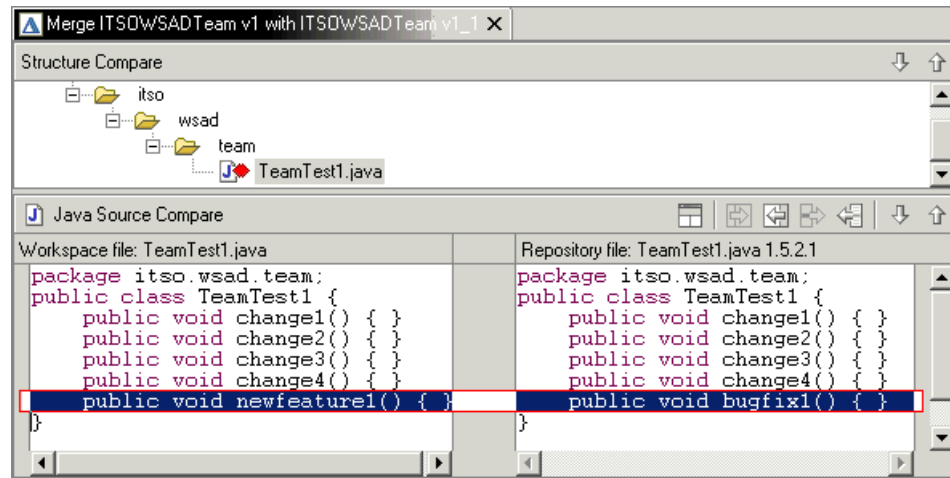 Merge ITSOWSADTeam v1 with ITSOWSADTeam v1_1
Structure Compare
itso
wsad
team
TeamTest1.java
Java Source Compare
Workspace file: TeamTest1.java
Repository file: TeamTest1.java 1.5.2.1
package itso.wsad.team;
public class TeamTest1 {
public void change1() { }
public void change2() { }
public void change3() { }
public void change4() { }
public void newfeature1() { }
}
package itso.wsad.team;
public class TeamTest1 {
public void change1() { }
public void change2() { }
public void change3() { }
public void change4() { }
public void bugfix1() { }
}